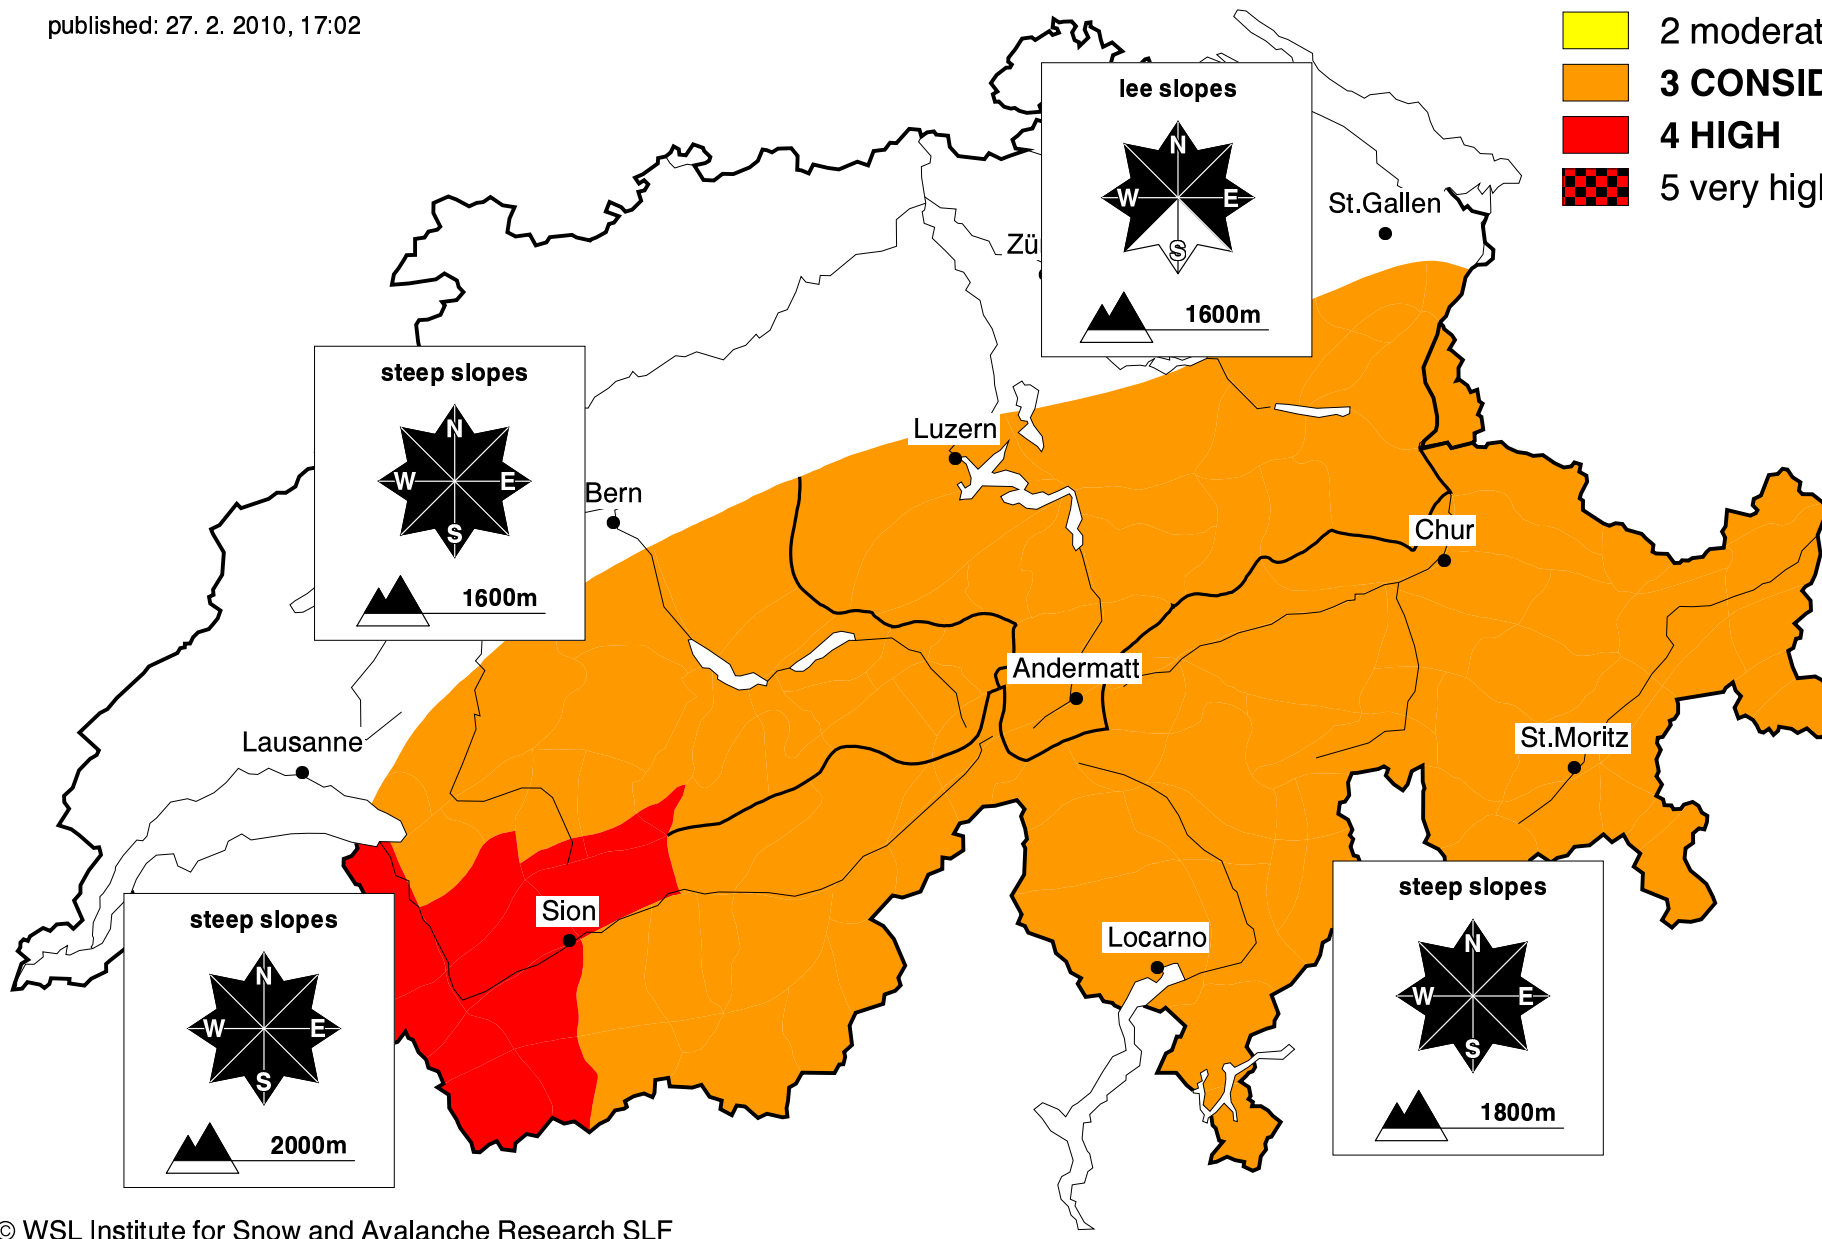 published: 27. 2. 2010, 17:02
2 moderat
3 CONSID
4 HIGH
5 very hig
lee slopes
N
W E
S
1600m
St.Gallen
Zü
steep slopes
N
W E
S
1600m
Luzern
Bern
Chur
Andermatt
Lausanne
St.Moritz
Sion
Locarno
steep slopes
N
W E
S
2000m
steep slopes
N
W E
S
1800m
© WSL Institute for Snow and Avalanche Research SLF